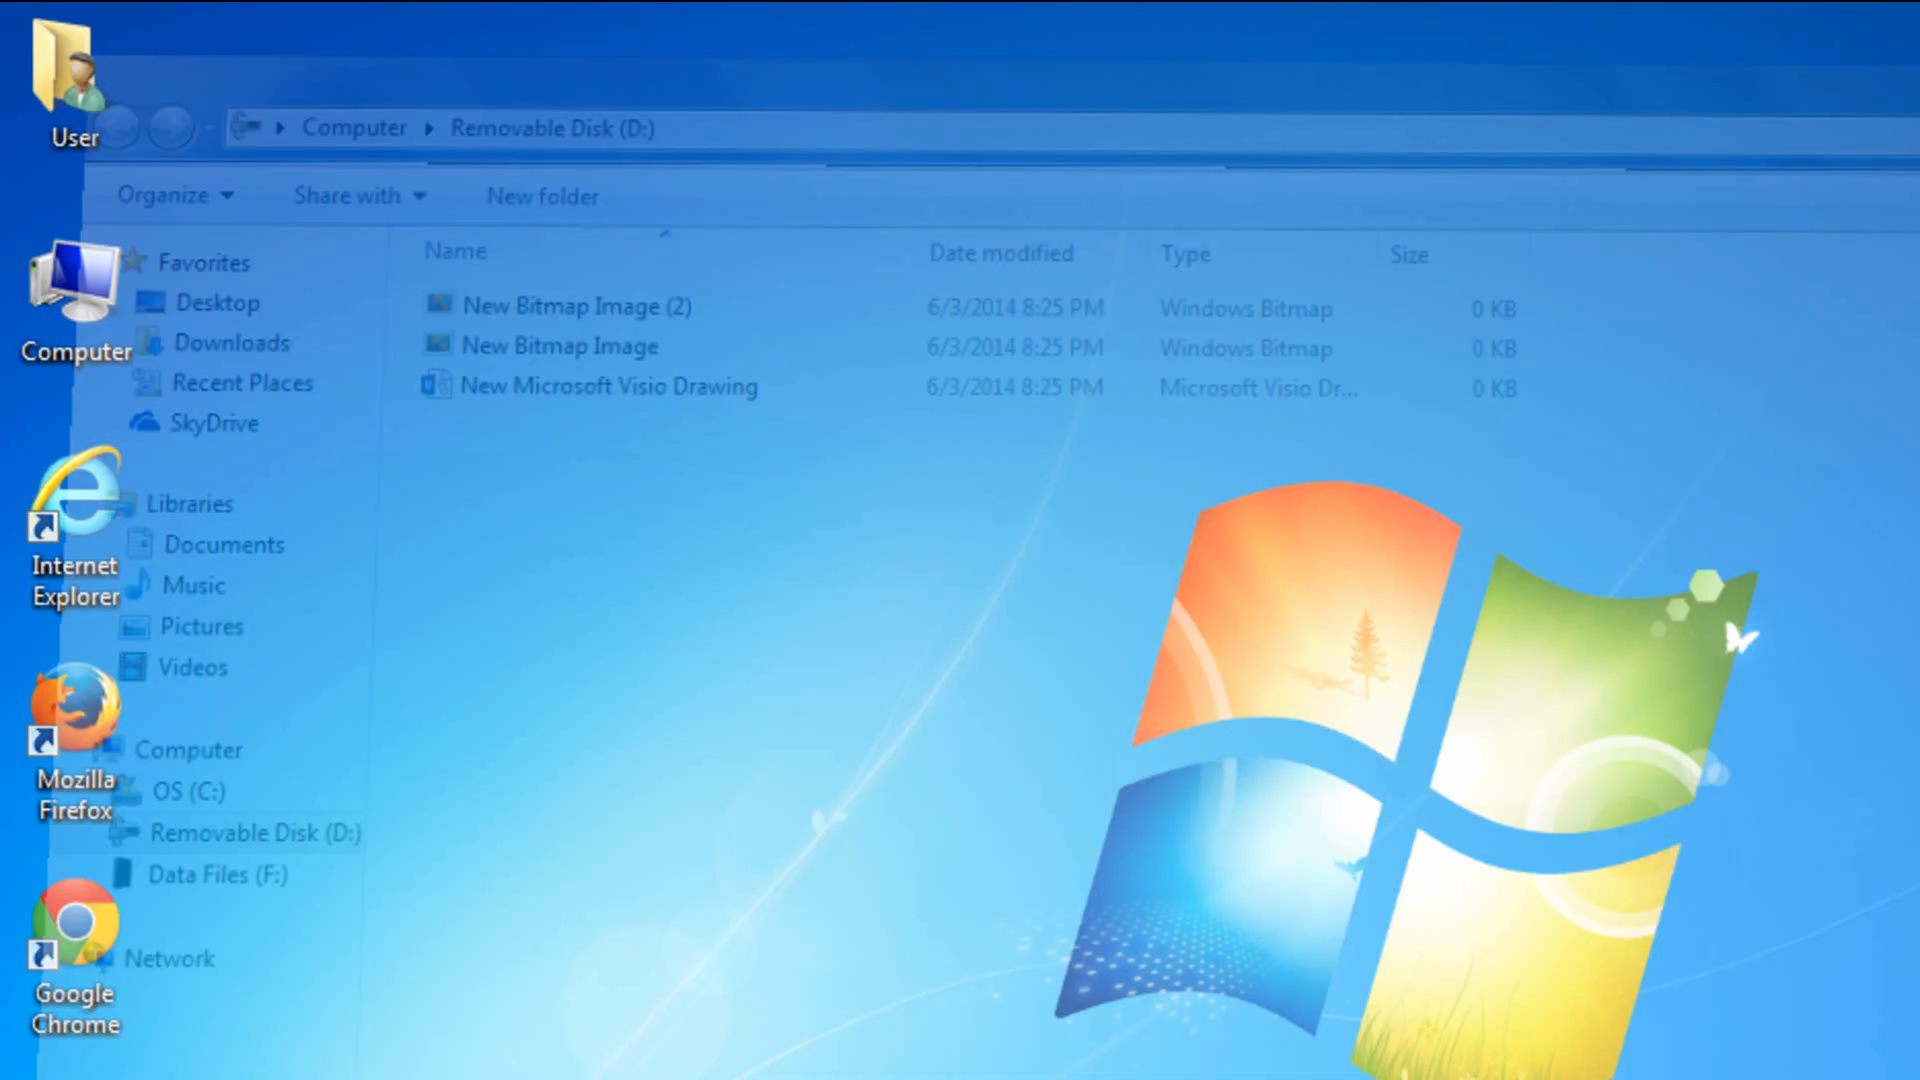 User
Computer
Internet
Explorer
Mozilla
Firefox
Google
Chrome
Computer Removable Disk (D:)
Organize Share with New folder
Name Date modified Type Size
New Bitmap Image (2) 6/3/2014 8:25 PM Windows Bitmap 0 KB
New Bitmap Image 6/3/2014 8:25 PM Windows Bitmap 0 KB
New Microsoft Visio Drawing 6/3/2014 8:25 PM Microsoft Visio Dr... 0 KB
Favorites
Desktop
Downloads
Recent Places
SkyDrive
Libraries
Documents
Music
Pictures
Videos
Computer
OS (C:)
Removable Disk (D:)
Data Files (F:)
Network